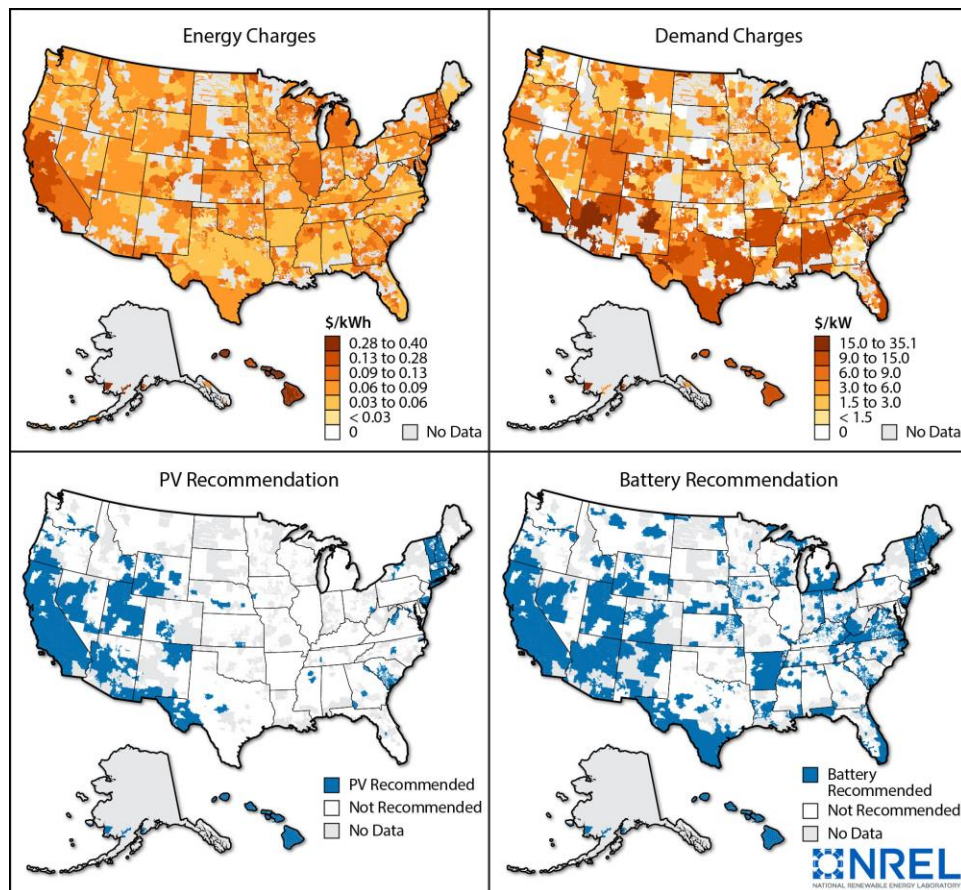 Energy Charges
$/kWh
0.28 to 0.40
0.13 to 0.28
0.09 to 0.13
0.06 to 0.09
0.03 to 0.06
< 0.03
0
No Data
Demand Charges
$/kW
15.0 to 35.1
9.0 to 15.0
6.0 to 9.0
3.0 to 6.0
1.5 to 3.0
< 1.5
0
No Data
PV Recommendation
PV Recommended
Not Recommended
No Data
Battery Recommendation
Battery
Recommended
Not Recommended
No Data
NREL
NATIONAL RENEWABLE ENERGY LABORATORY